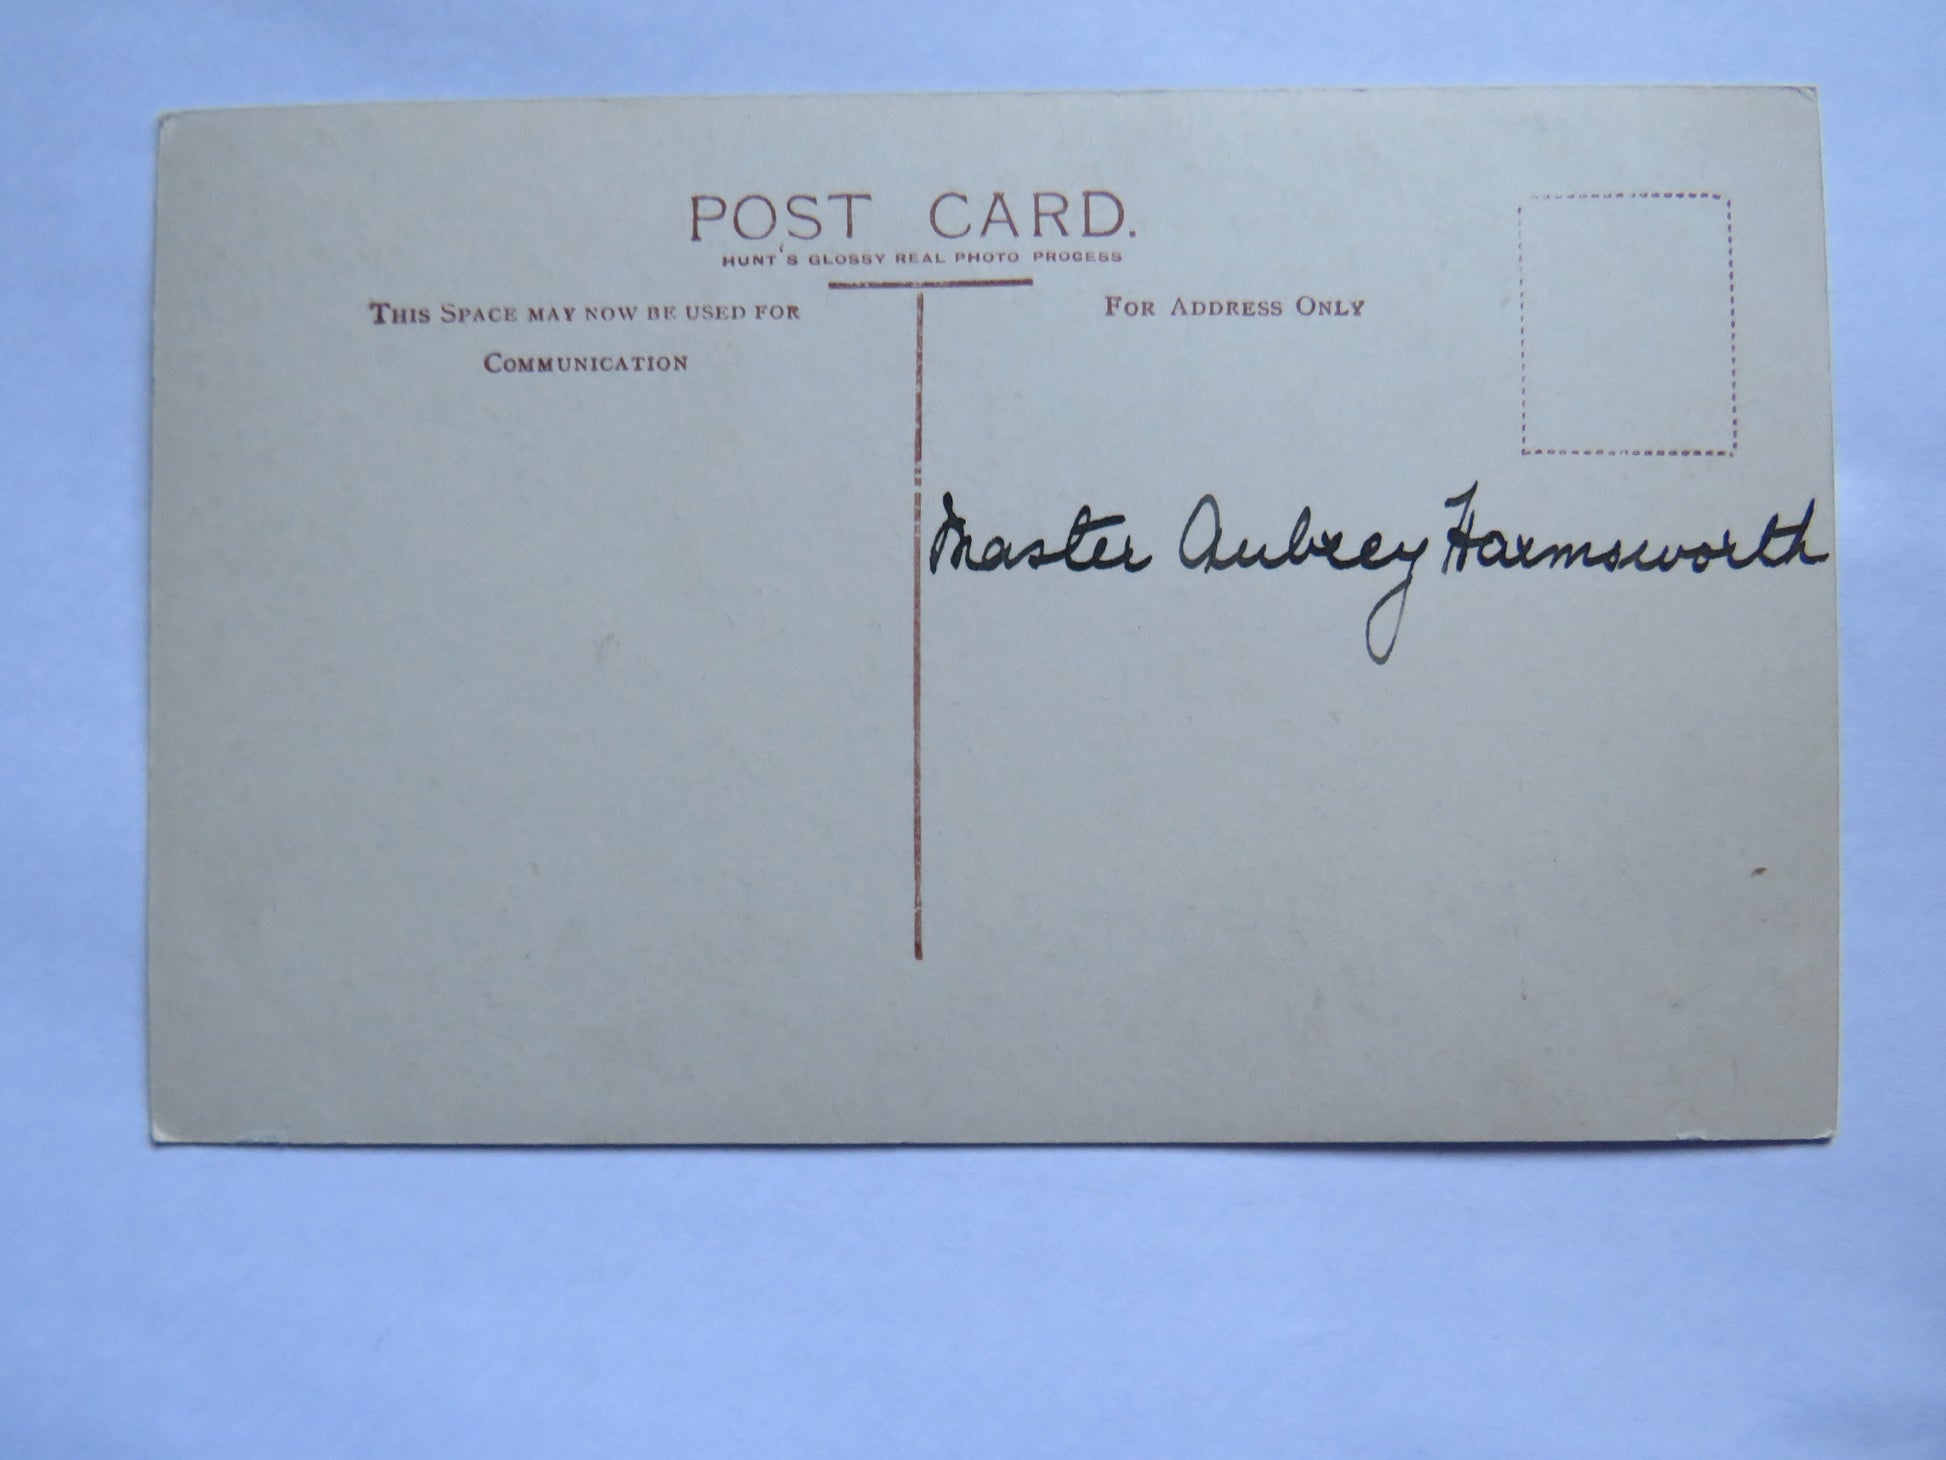 POST CARD.
HUNT'S GLOSSY REAL PHOTO PROCESS
THIS SPACE MAY NOW BE USED FOR
COMMUNICATION
FOR ADDRESS ONLY
Master Aubrey Harmsworth